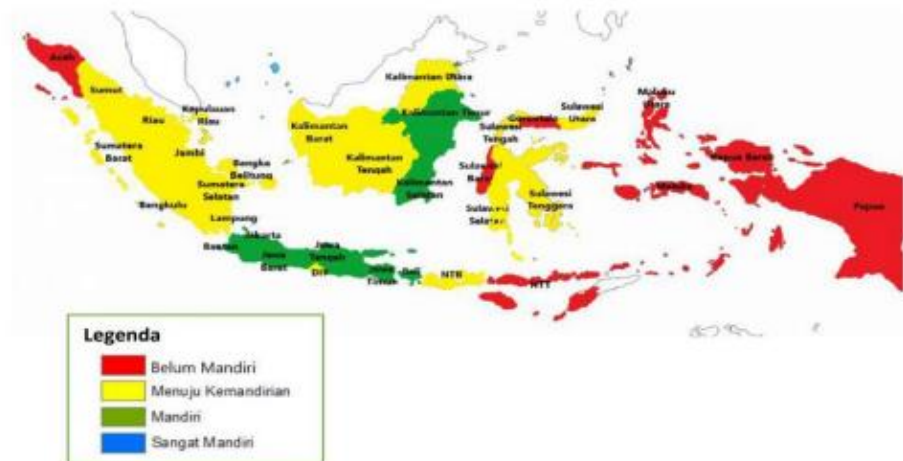 Aceh
Sumut
Riau
Kepulauan
Riau
Sumatera
Barat
Jambi
Bangka
Belitung
Sumatera
Selatan
Bengkulu
Lampung
Banten
Jakarta
Jawa
Barat
Jawa
Tengah
DIY
Jawa
Timur
Bali
NTB
NTT
Kalimantan Utara
Kalimantan Timur
Kalimantan
Barat
Kalimantan
Tengah
Kalimantan
Selatan
Gorontalo
Sulawesi
Utara
Sulawesi
Tengah
Sulawesi
Barat
Sulawesi
Selatan
Sulawesi
Tenggara
Maluku
Utara
Maluku
Papua Barat
Papua
Legenda
Belum Mandiri
Menuju Kemandirian
Mandiri
Sangat Mandiri